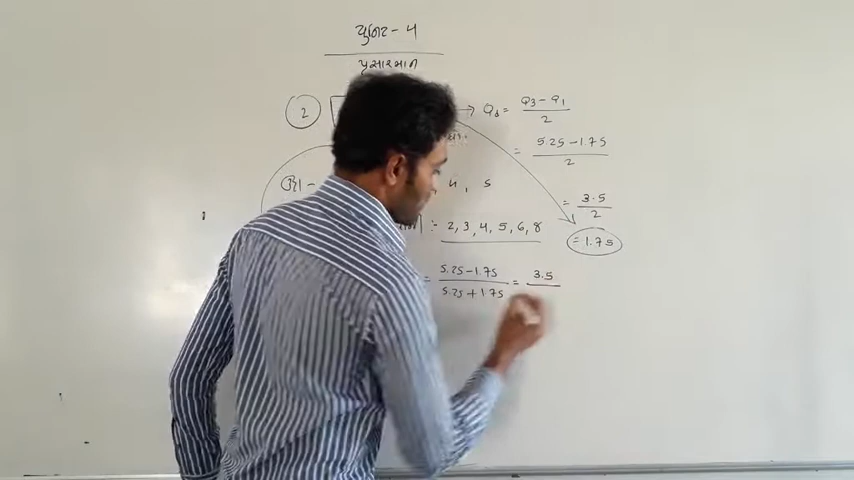 યુનિટ - 4
પ્રસારમાન
2
Qd = Q3 - Q1 / 2
= 5.25 - 1.75 / 2
, 4, 5
= 3.5 / 2
:- 2, 3, 4, 5, 6, 8
= 1.75
= 5.25 - 1.75 / 5.25 + 1.75 = 3.5